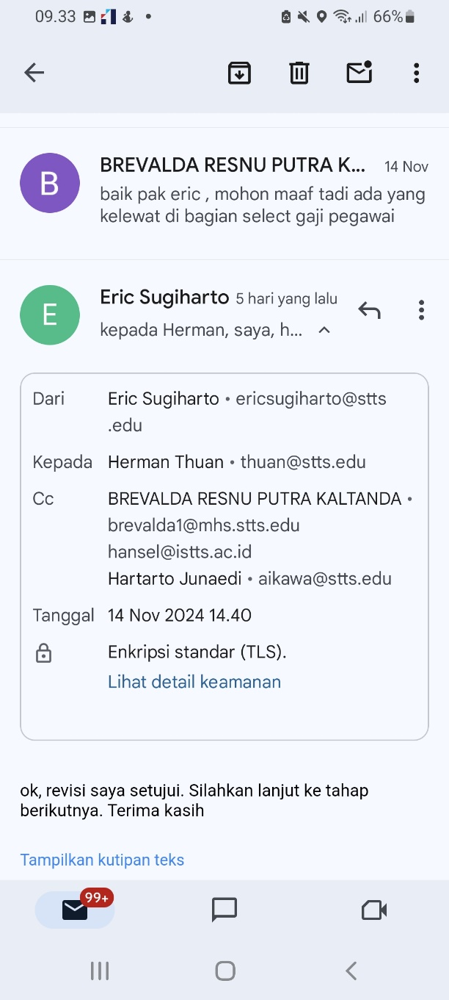 09.33 66%
BREVALDA RESNU PUTRA K... 14 Nov
B
baik pak eric , mohon maaf tadi ada yang
kelewat di bagian select gaji pegawai
Eric Sugiharto 5 hari yang lalu
E
kepada Herman, saya, h...
Dari Eric Sugiharto • ericsugiharto@stts
.edu
Kepada Herman Thuan • thuan@stts.edu
Cc BREVALDA RESNU PUTRA KALTANDA •
brevalda1@mhs.stts.edu
hansel@istts.ac.id
Hartarto Junaedi • aikawa@stts.edu
Tanggal 14 Nov 2024 14.40
Enkripsi standar (TLS).
Lihat detail keamanan
ok, revisi saya setujui. Silahkan lanjut ke tahap
berikutnya. Terima kasih
Tampilkan kutipan teks
99+